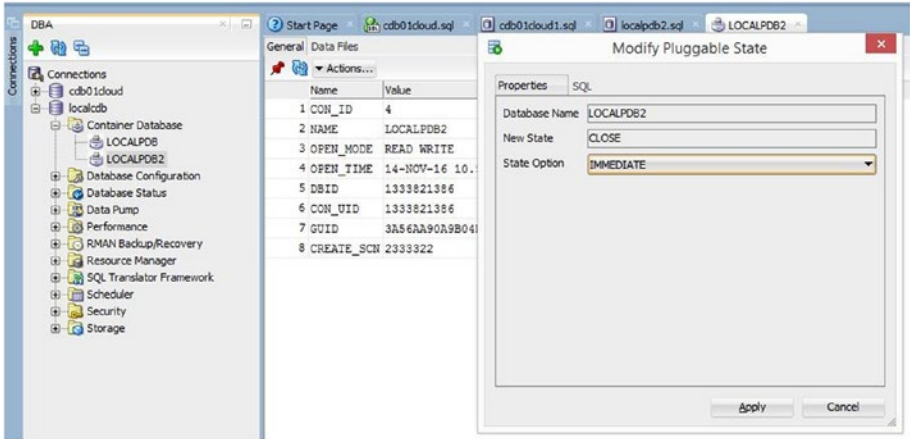 DBA
Connections
Connections
cdb01cloud
localcdb
Container Database
LOCALPDB
LOCALPDB2
Database Configuration
Database Status
Data Pump
Performance
RMAN Backup/Recovery
Resource Manager
SQL Translator Framework
Scheduler
Security
Storage
Start Page cdb01cloud.sql cdb01cloud1.sql localpdb2.sql LOCALPDB2
General Data Files
Actions...
Name Value
1 CON_ID 4
2 NAME LOCALPDB2
3 OPEN_MODE READ WRITE
4 OPEN_TIME 14-NOV-16 10.
5 DBID 1333821386
6 CON_UID 1333821386
7 GUID 3A56AA90A9B04
8 CREATE_SCN 2333322
Modify Pluggable State
Properties SQL
Database Name LOCALPDB2
New State CLOSE
State Option IMMEDIATE
Apply Cancel